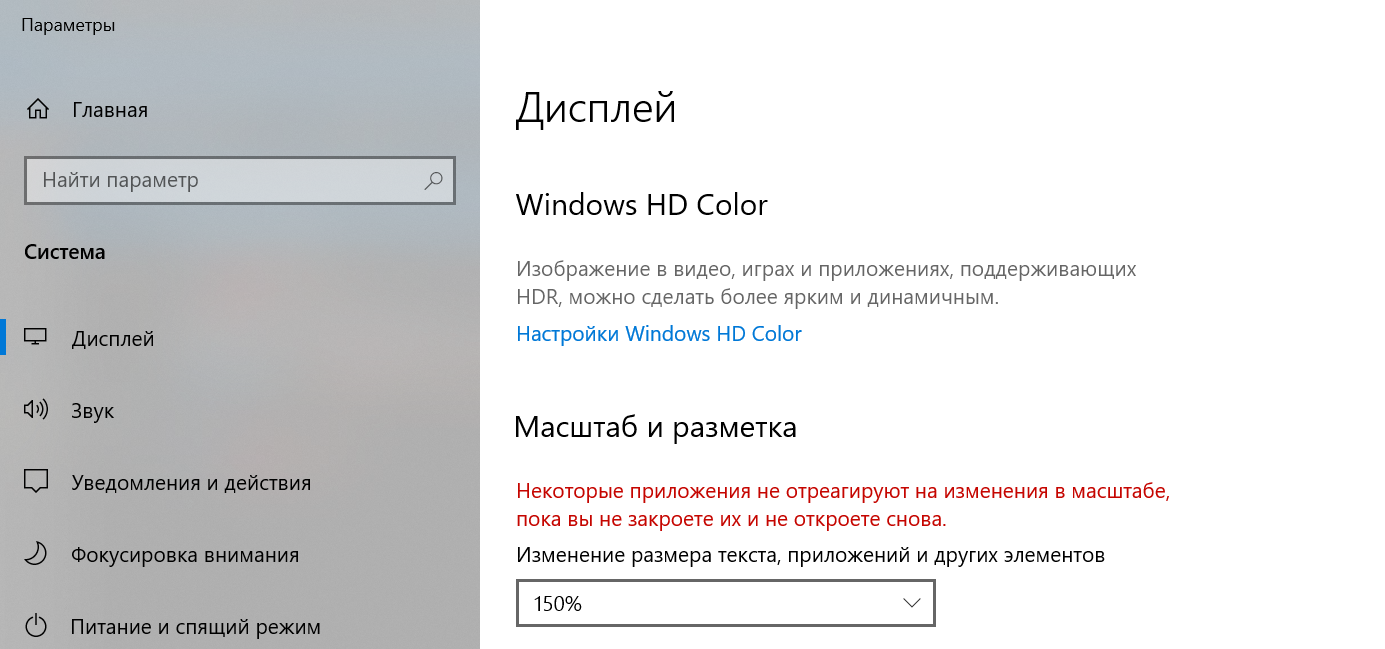 Параметры
Главная
Найти параметр
Система
Дисплей
Звук
Уведомления и действия
Фокусировка внимания
Питание и спящий режим
Дисплей
Windows HD Color
Изображение в видео, играх и приложениях, поддерживающих
HDR, можно сделать более ярким и динамичным.
Настройки Windows HD Color
Масштаб и разметка
Некоторые приложения не отреагируют на изменения в масштабе,
пока вы не закроете их и не откроете снова.
Изменение размера текста, приложений и других элементов
150%